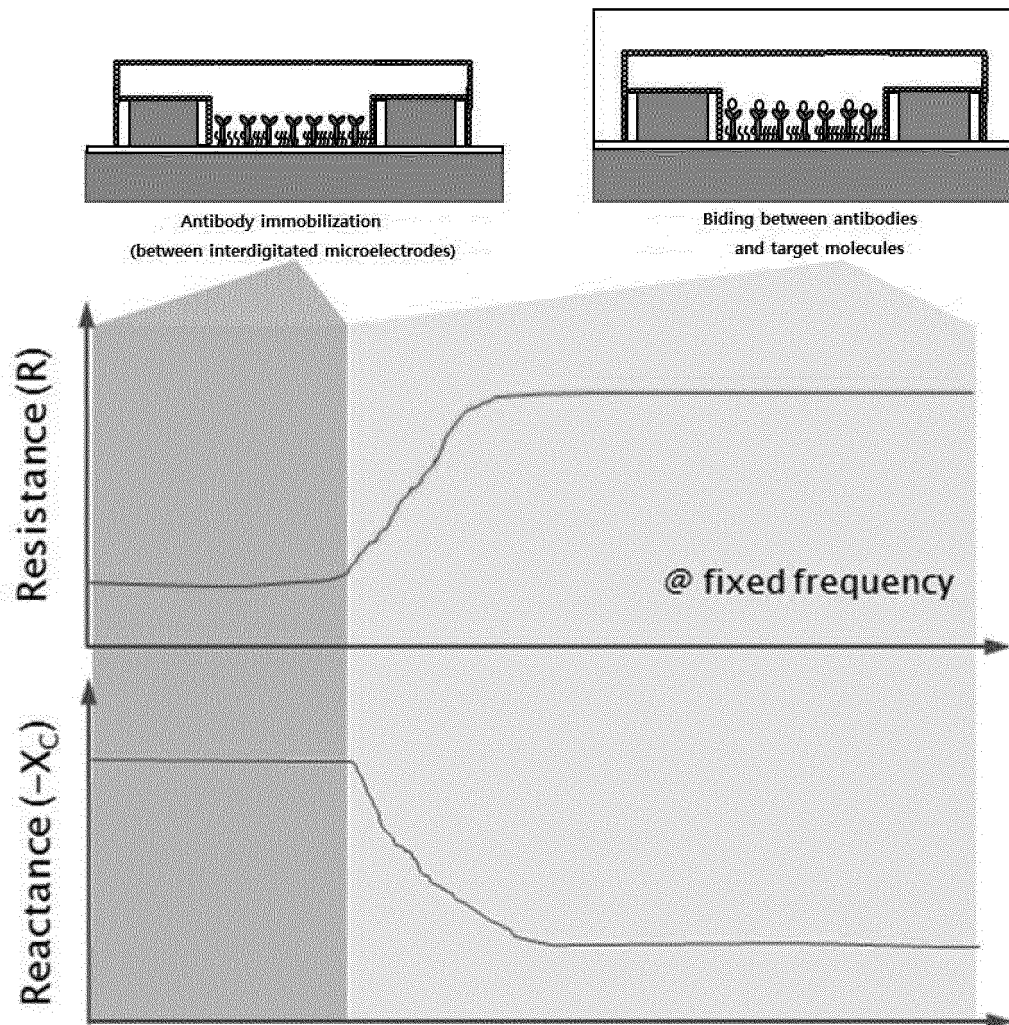 Antibody immobilization
(between interdigitated microelectrodes)
Biding between antibodies
and target molecules
Resistance (R)
@ fixed frequency
Reactance (−X_C)